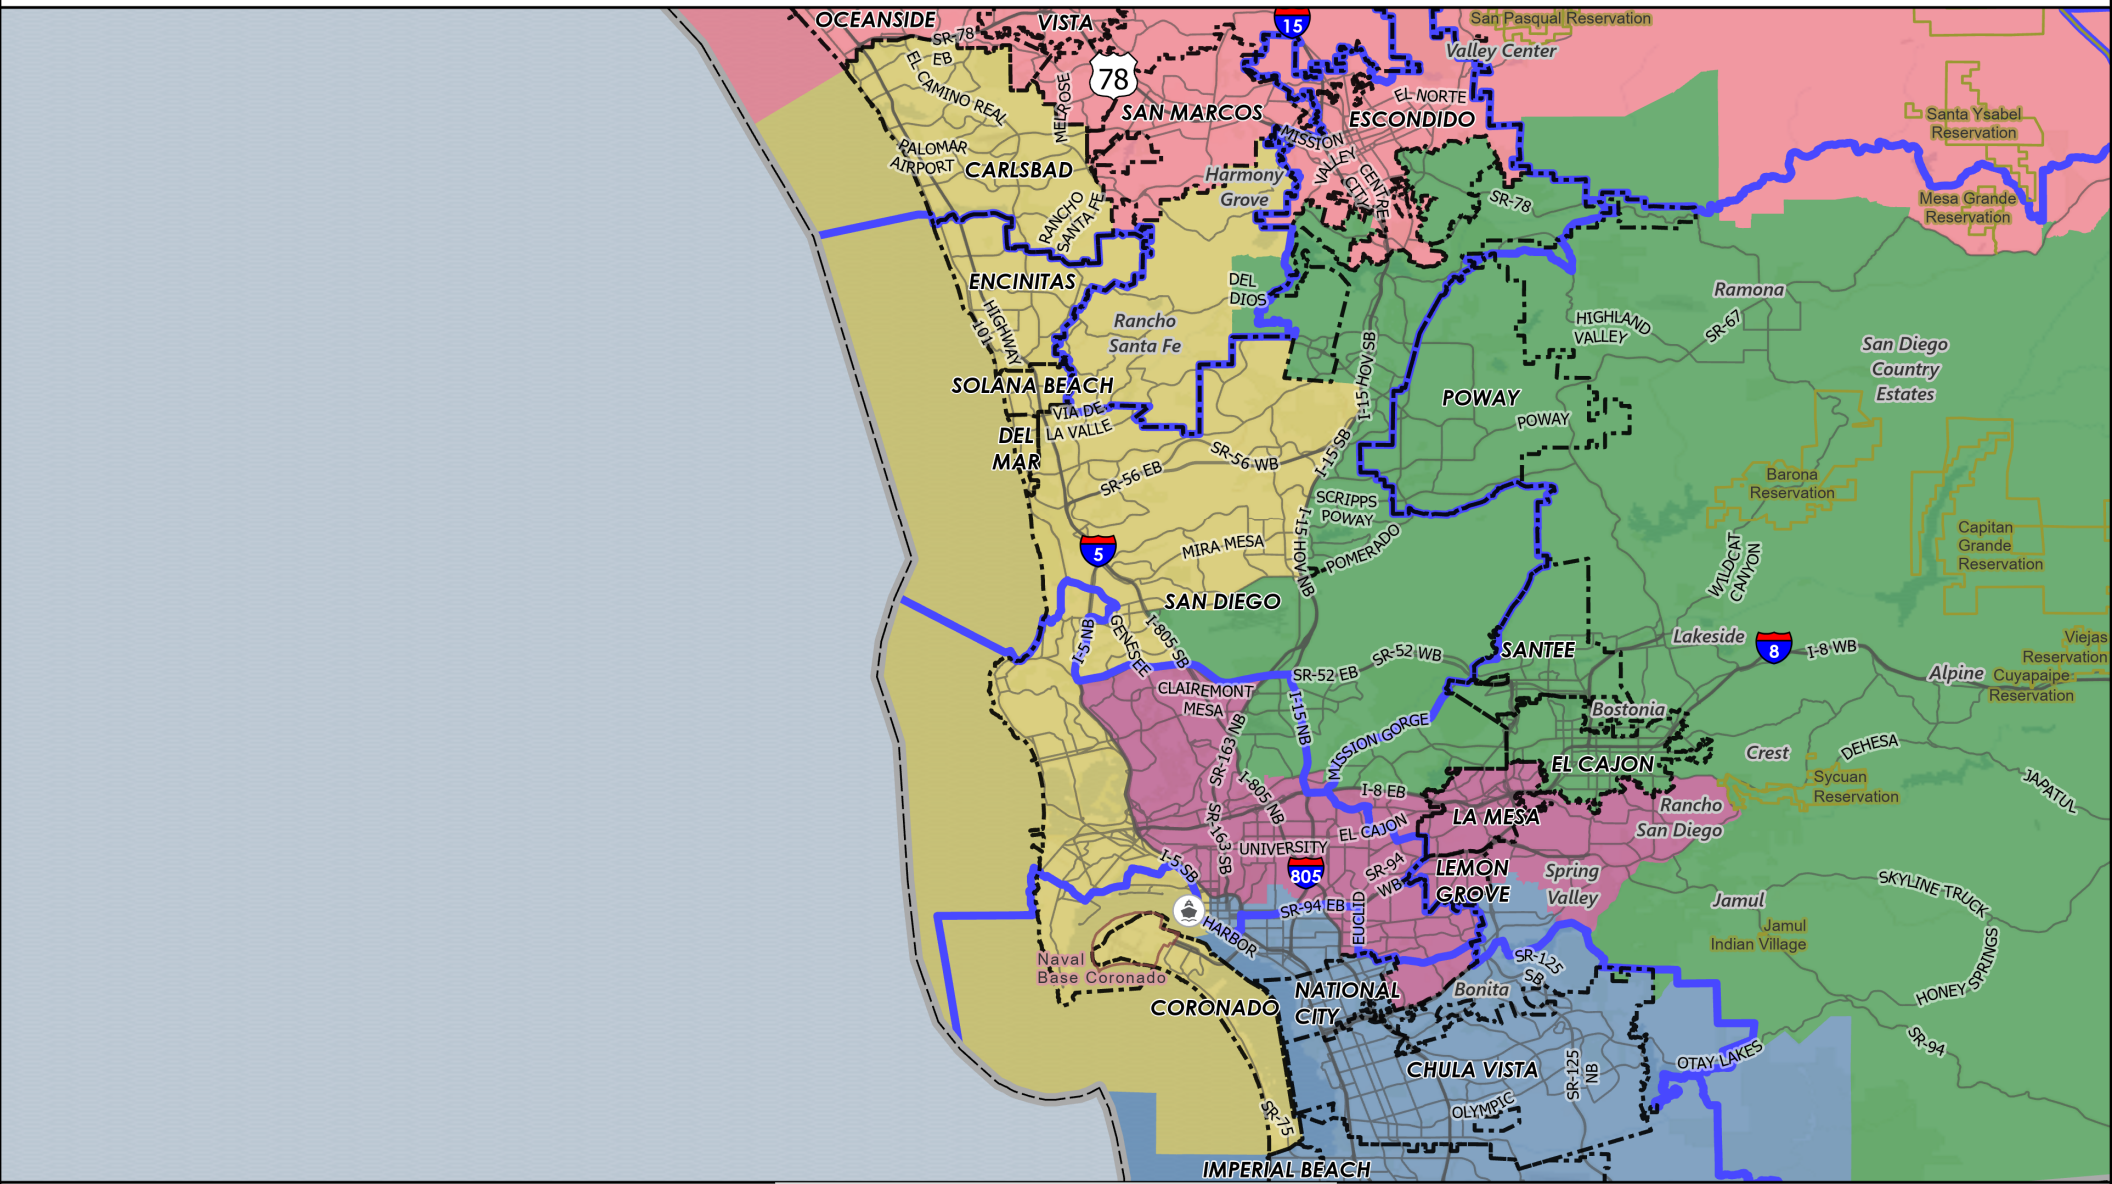 OCEANSIDE
VISTA
15
San Pasqual Reservation
SR-78
EB
Valley Center
EL CAMINO REAL
78
MELROSE
SAN MARCOS
EL NORTE
ESCONDIDO
Santa Ysabel
Reservation
PALOMAR
AIRPORT
CARLSBAD
MISSION
VALLEY
CITY
CENTRE
Harmony
Grove
SR-78
Mesa Grande
Reservation
RANCHO
SANTA FE
ENCINITAS
DEL
DIOS
Ramona
HIGHWAY
101
Rancho
Santa Fe
HIGHLAND
VALLEY
SR-67
San Diego
Country
Estates
I-15 HOV SB
SOLANA BEACH
POWAY
VIA DE
LA VALLE
POWAY
DEL
MAR
SR-56 EB
SR-56 WB
I-15 SB
Barona
Reservation
SCRIPPS
POWAY
I-15 HOV NB
POMERADO
Capitan
Grande
Reservation
5
MIRA MESA
WILDCAT
CANYON
SAN DIEGO
I-5 NB
GENESEE
I-805 SB
SANTEE
Lakeside
8
I-8 WB
Viejas
Reservation
Cuyapaipe
Reservation
Alpine
SR-52 EB
SR-52 WB
CLAIREMONT
MESA
I-15 NB
Bostonia
MISSION GORGE
SR-163 NB
Crest
DEHESA
EL CAJON
I-805 NB
I-8 EB
Sycuan
Reservation
JAPATUL
Rancho
San Diego
LA MESA
EL CAJON
SR-163 SB
UNIVERSITY
I-5 SB
805
SR-94
WB
LEMON
GROVE
Spring
Valley
SKYLINE TRUCK
SR-94 EB
EUCLID
Jamul
Jamul
Indian Village
HARBOR
Naval
Base Coronado
SR-125
SB
HONEY SPRINGS
NATIONAL
CITY
Bonita
CORONADO
SR-94
OTAY LAKES
CHULA VISTA
SR-125
NB
OLYMPIC
SR-75
IMPERIAL BEACH